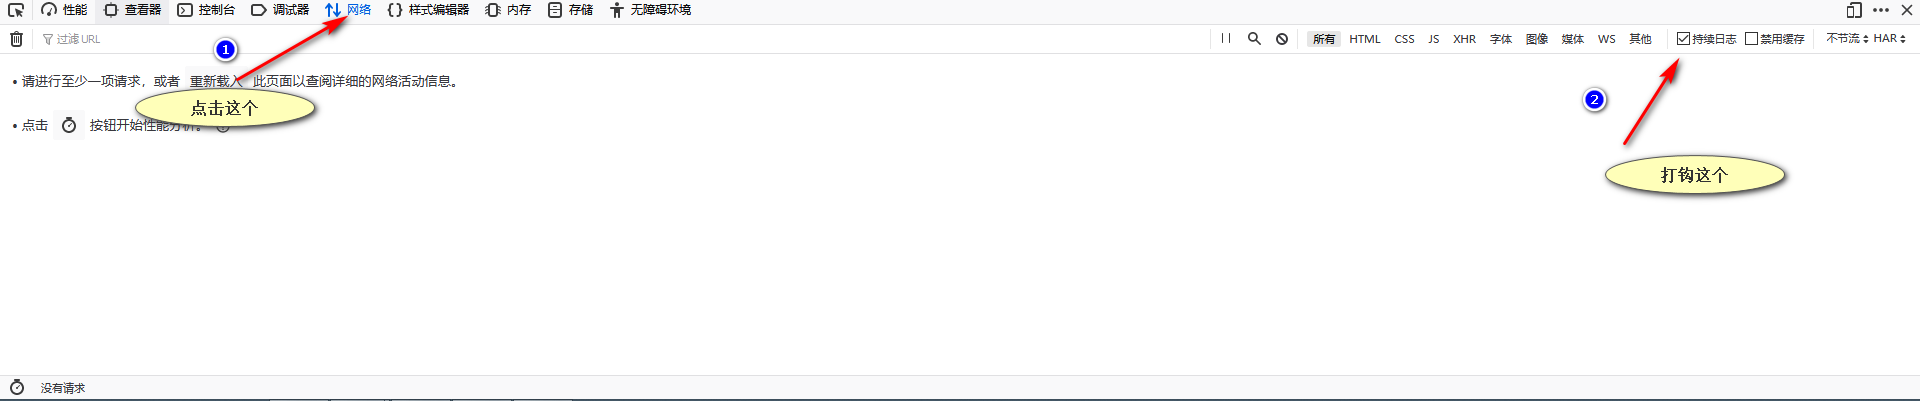 性能 查看器 控制台 调试器 网络 样式编辑器 内存 存储 无障碍环境
过滤 URL 所有 HTML CSS JS XHR 字体 图像 媒体 WS 其他 持续日志 禁用缓存 不节流 HAR
1
• 请进行至少一项请求，或者 重新载入 此页面以查阅详细的网络活动信息。
2
点击这个
• 点击 按钮开始性能分析。
打钩这个
没有请求